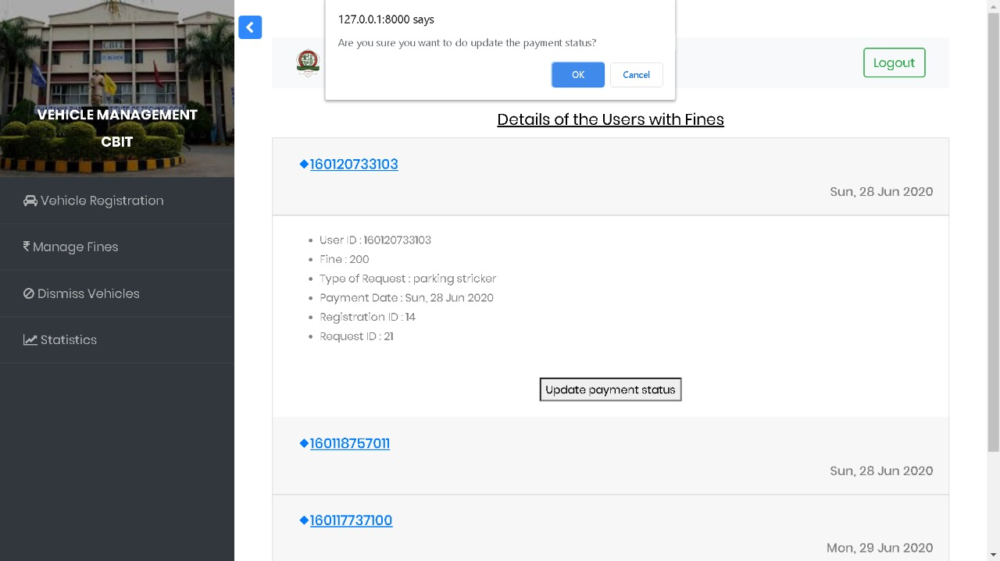 127.0.0.1:8000 says
Are you sure you want to do update the payment status?
OK
Cancel
Logout
CBIT
C BLOCK
VEHICLE MANAGEMENT
CBIT
Vehicle Registration
Manage Fines
Dismiss Vehicles
Statistics
Details of the Users with Fines
160120733103
Sun, 28 Jun 2020
User ID : 160120733103
Fine : 200
Type of Request : parking stricker
Payment Date : Sun, 28 Jun 2020
Registration ID : 14
Request ID : 21
Update payment status
160118757011
Sun, 28 Jun 2020
160117737100
Mon, 29 Jun 2020